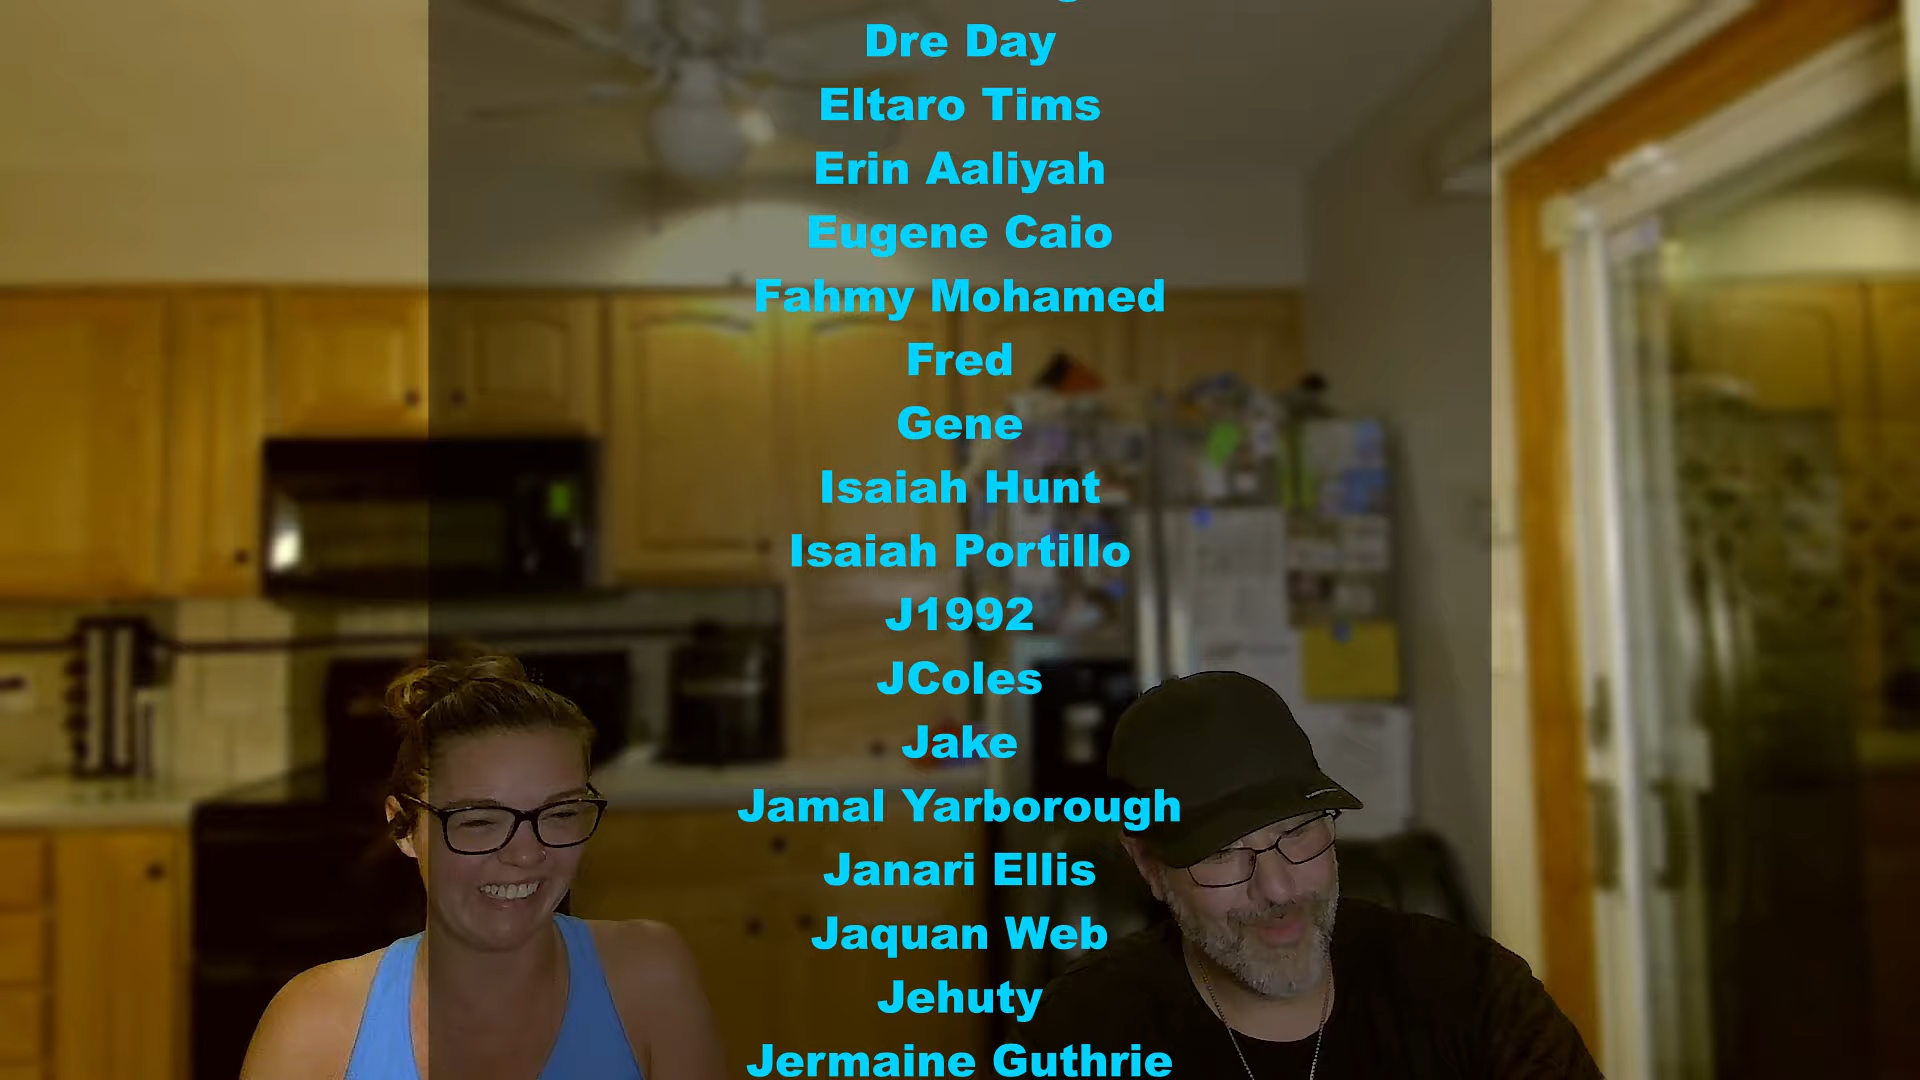 Dre Day
Eltaro Tims
Erin Aaliyah
Eugene Caio
Fahmy Mohamed
Fred
Gene
Isaiah Hunt
Isaiah Portillo
J1992
JColes
Jake
Jamal Yarborough
Janari Ellis
Jaquan Web
Jehuty
Jermaine Guthrie